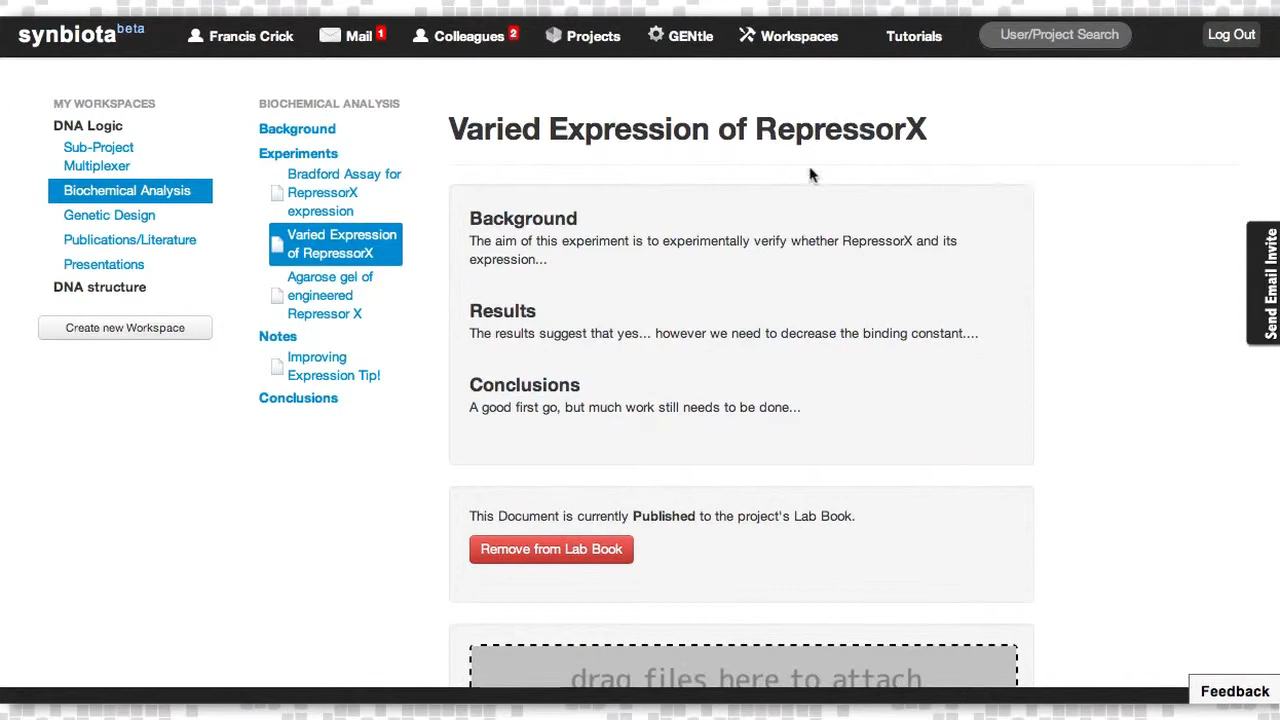 synbiota beta
Francis Crick
Mail 1
Colleagues 2
Projects
GENtle
Workspaces
Tutorials
User/Project Search
Log Out
MY WORKSPACES
DNA Logic
Sub-Project
Multiplexer
Biochemical Analysis
Genetic Design
Publications/Literature
Presentations
DNA structure
Create new Workspace
BIOCHEMICAL ANALYSIS
Background
Experiments
Bradford Assay for
RepressorX
expression
Varied Expression
of RepressorX
Agarose gel of
engineered
Repressor X
Notes
Improving
Expression Tip!
Conclusions
Varied Expression of RepressorX
Background
The aim of this experiment is to experimentally verify whether RepressorX and its
expression...
Results
The results suggest that yes... however we need to decrease the binding constant....
Conclusions
A good first go, but much work still needs to be done...
This Document is currently Published to the project's Lab Book.
Remove from Lab Book
drag files here to attach
Send Email Invite
Feedback